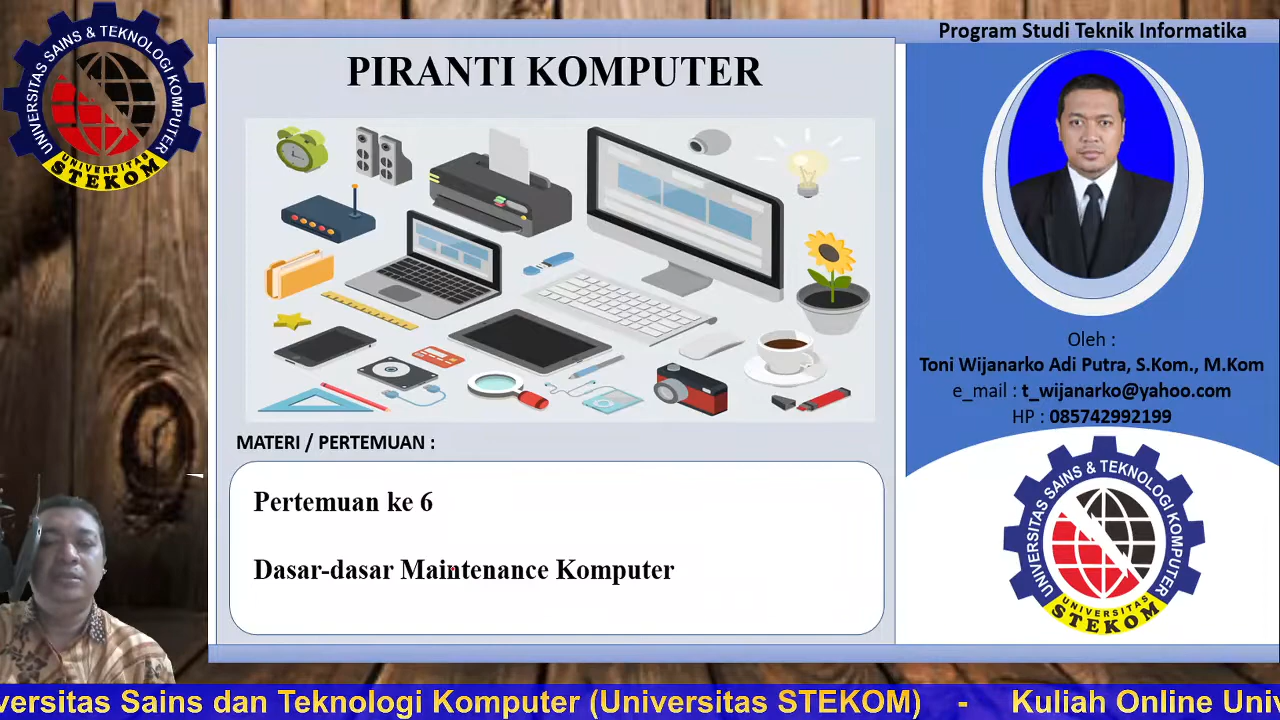 UNIVERSITAS SAINS & TEKNOLOGI KOMPUTER
UNIVERSITAS
STEKOM
PIRANTI KOMPUTER
Program Studi Teknik Informatika
Oleh :
Toni Wijanarko Adi Putra, S.Kom., M.Kom
e_mail : t_wijanarko@yahoo.com
HP : 085742992199
MATERI / PERTEMUAN :
Pertemuan ke 6
Dasar-dasar Maintenance Komputer
UNIVERSITAS SAINS & TEKNOLOGI KOMPUTER
UNIVERSITAS
STEKOM
versitas Sains dan Teknologi Komputer (Universitas STEKOM) - Kuliah Online Univ